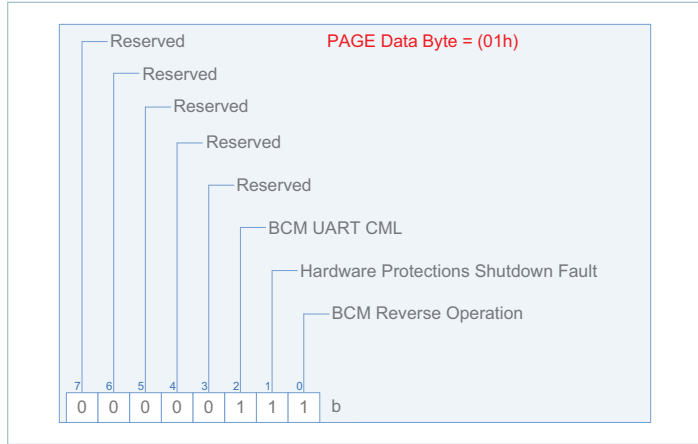 Reserved PAGE Data Byte = (01h)
Reserved
Reserved
Reserved
Reserved
BCM UART CML
Hardware Protections Shutdown Fault
BCM Reverse Operation
7 6 5 4 3 2 1 0
0 0 0 0 0 1 1 1 b